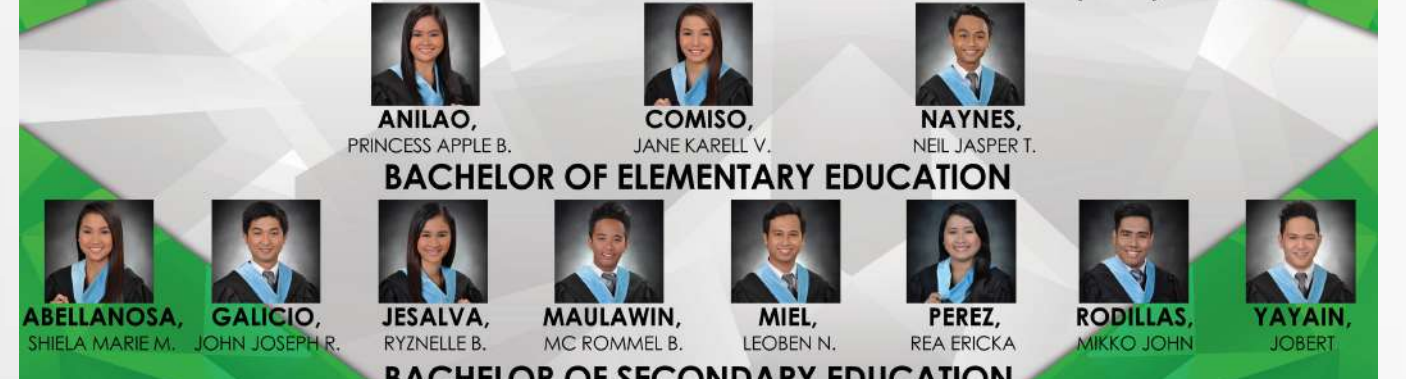 ANILAO, COMISO, NAYNES,
PRINCESS APPLE B. JANE KARELL V. NEIL JASPER T.
BACHELOR OF ELEMENTARY EDUCATION
ABELLANOSA, GALICIO, JESALVA, MAULAWIN, MIEL, PEREZ, RODILLAS, YAYAIN,
SHIELA MARIE M. JOHN JOSEPH R. RYZNELLE B. MC ROMMEL B. LEOBEN N. REA ERICKA MIKKO JOHN JOBERT
BACHELOR OF SECONDARY EDUCATION